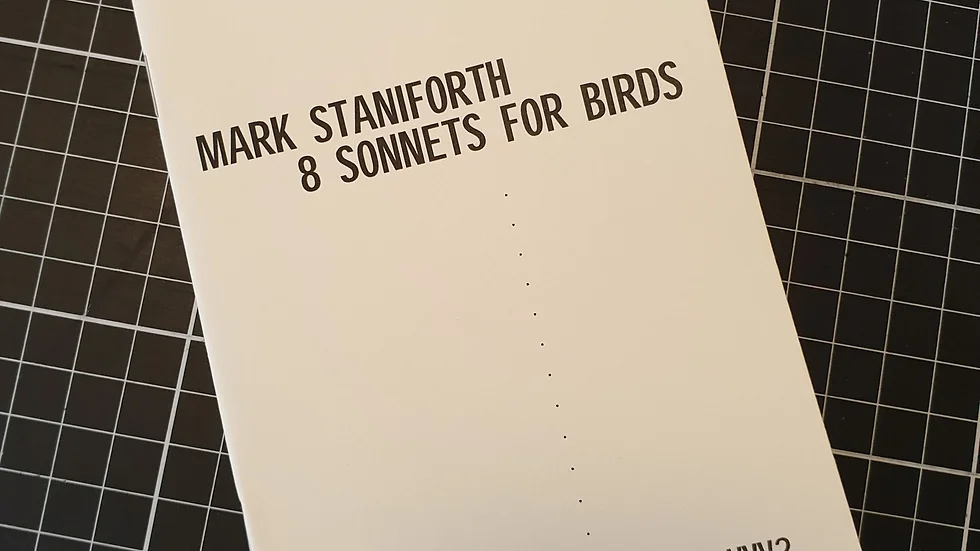 MARK STANIFORTH
8 SONNETS FOR BIRDS